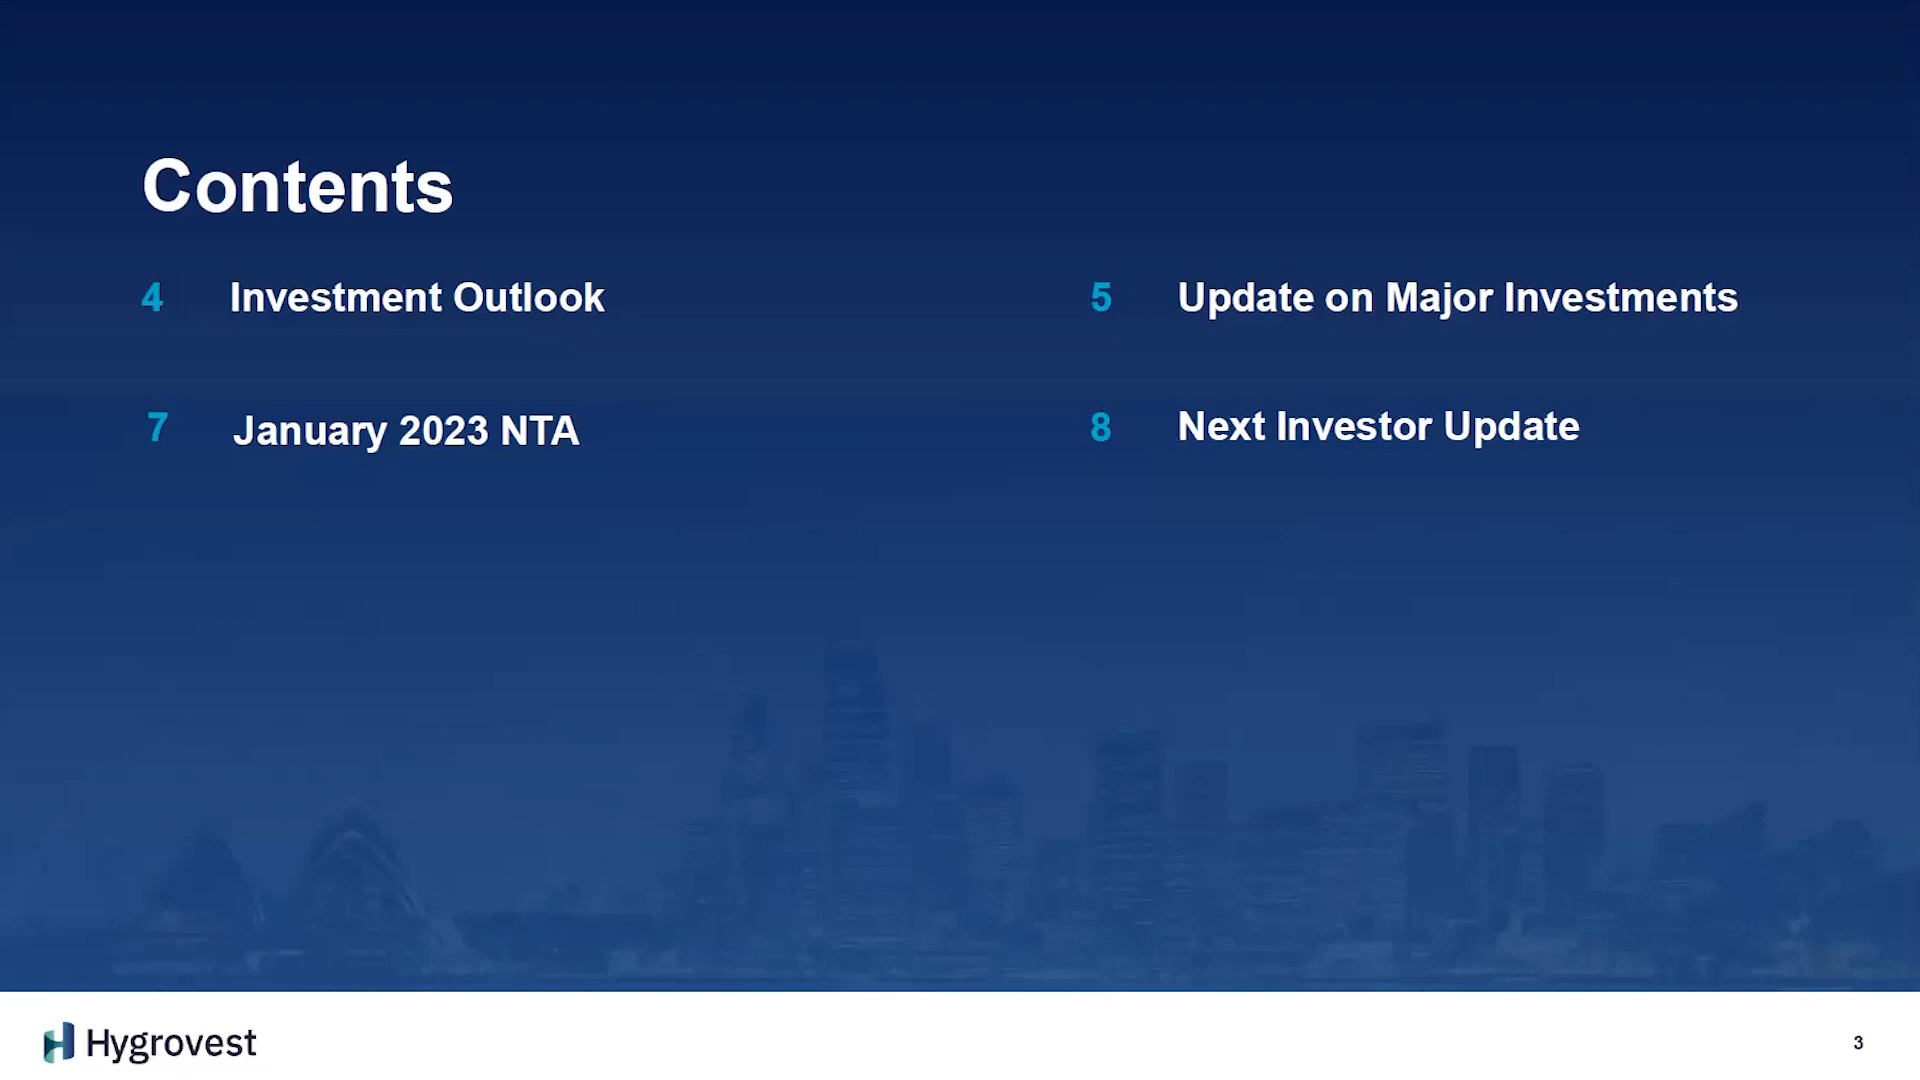 Contents
4 Investment Outlook
5 Update on Major Investments
7 January 2023 NTA
8 Next Investor Update
Hygrovest
3